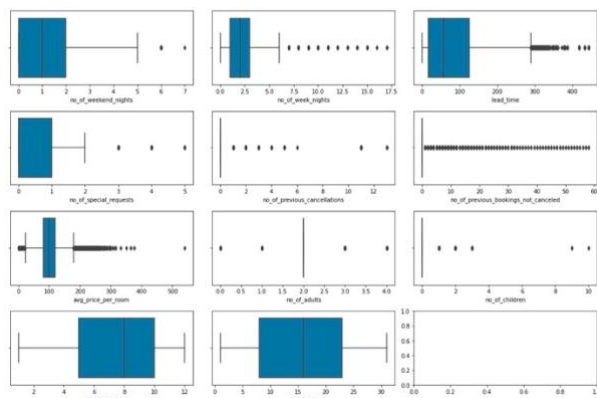 0 1 2 3 4 5 6 7
no_of_weekend_nights
0.0 2.5 5.0 7.5 10.0 12.5 15.0 17.5
no_of_week_nights
0 100 200 300 400
lead_time
0 1 2 3 4 5
no_of_special_requests
0 2 4 6 8 10 12
no_of_previous_cancellations
0 10 20 30 40 50 60
no_of_previous_bookings_not_canceled
0 100 200 300 400 500
avg_price_per_room
0.0 0.5 1.0 1.5 2.0 2.5 3.0 3.5 4.0
no_of_adults
0 2 4 6 8 10
no_of_children
2 4 6 8 10 12
0 5 10 15 20 25 30
1.0
0.8
0.6
0.4
0.2
0.0
0.0 0.2 0.4 0.6 0.8 1.0